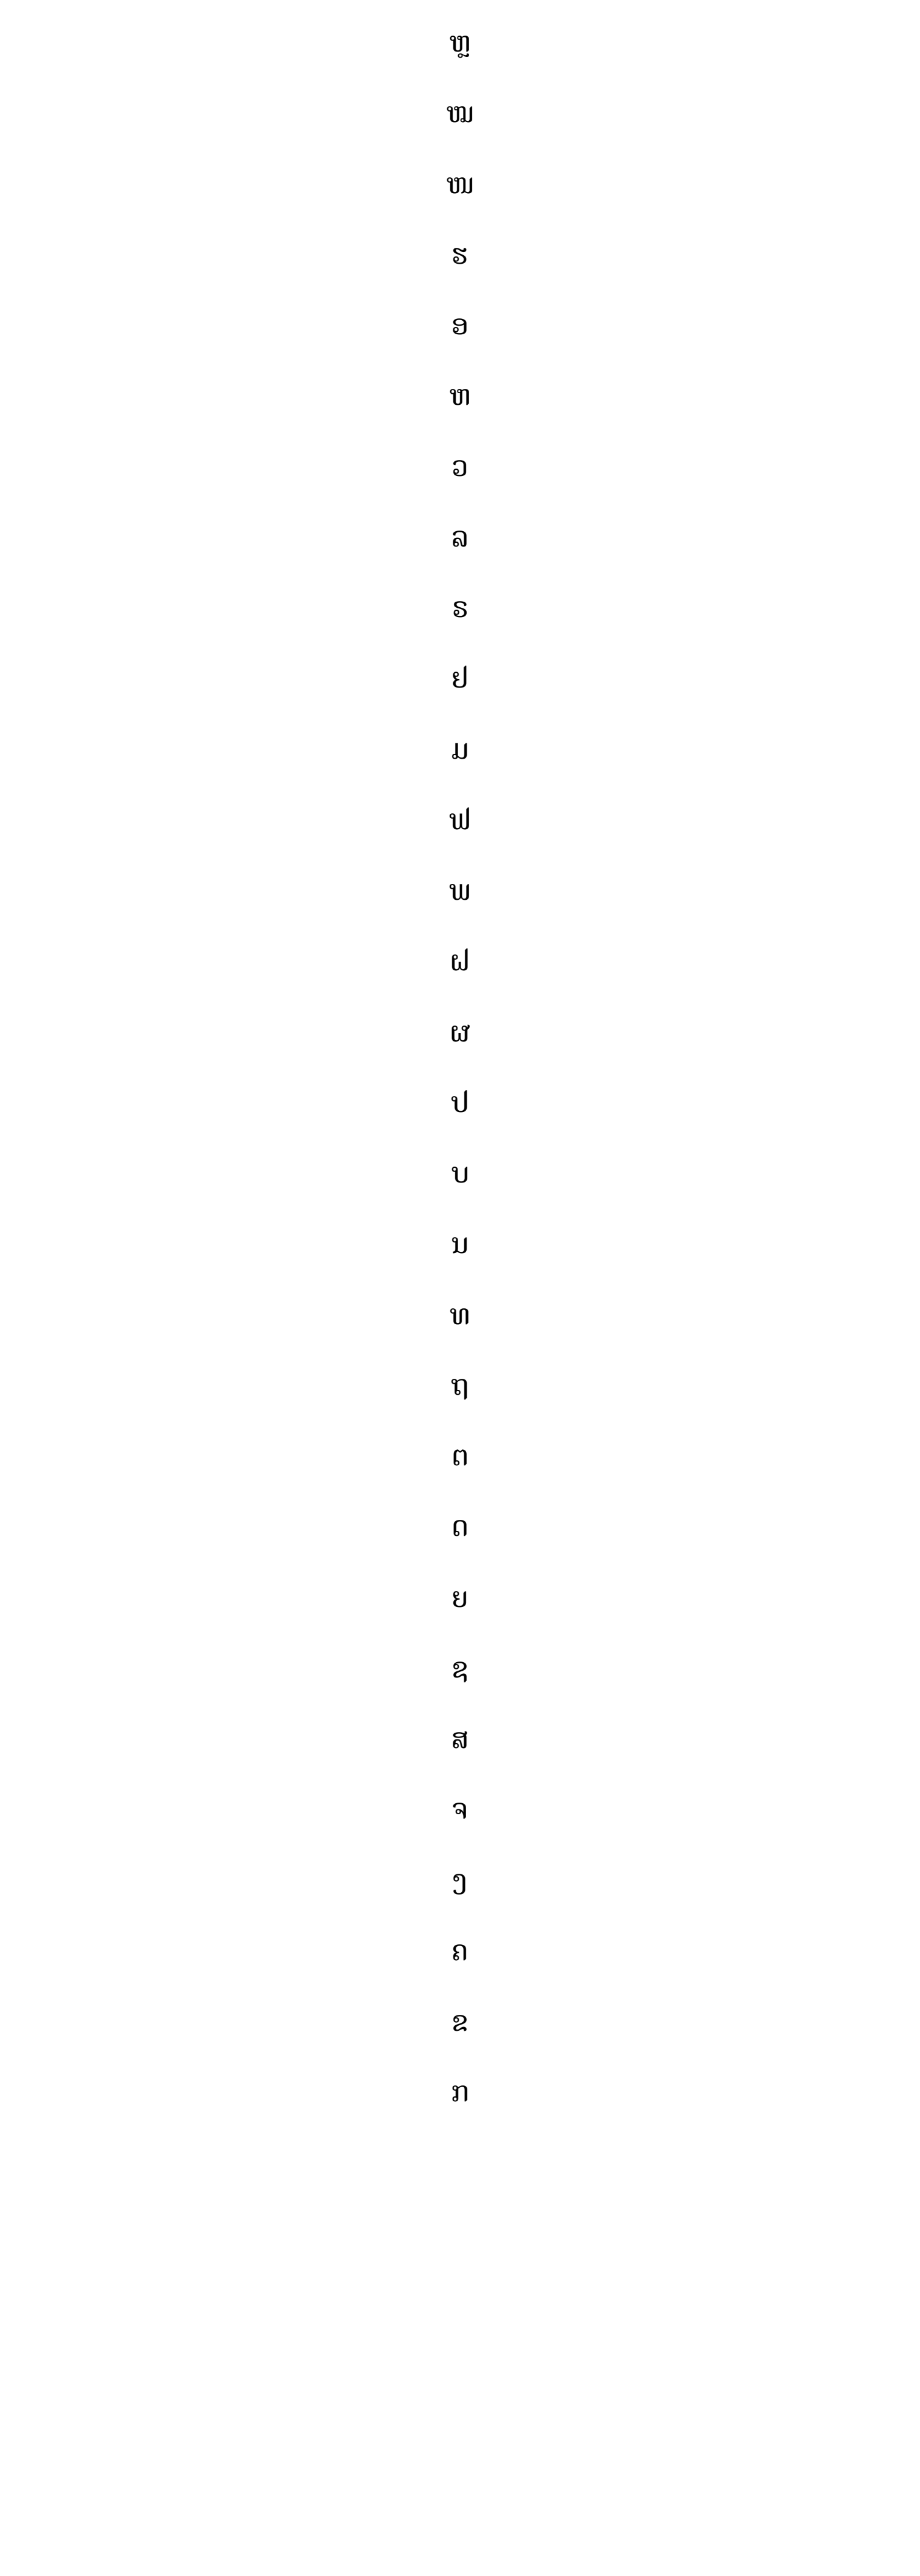 ຫຼ
ໝ
ໜ
ຮ
ອ
ຫ
ວ
ລ
ຣ
ຢ
ມ
ຟ
ພ
ຝ
ຜ
ປ
ບ
ນ
ທ
ຖ
ຕ
ດ
ຍ
ຊ
ສ
ຈ
ງ
ຄ
ຂ
ກ